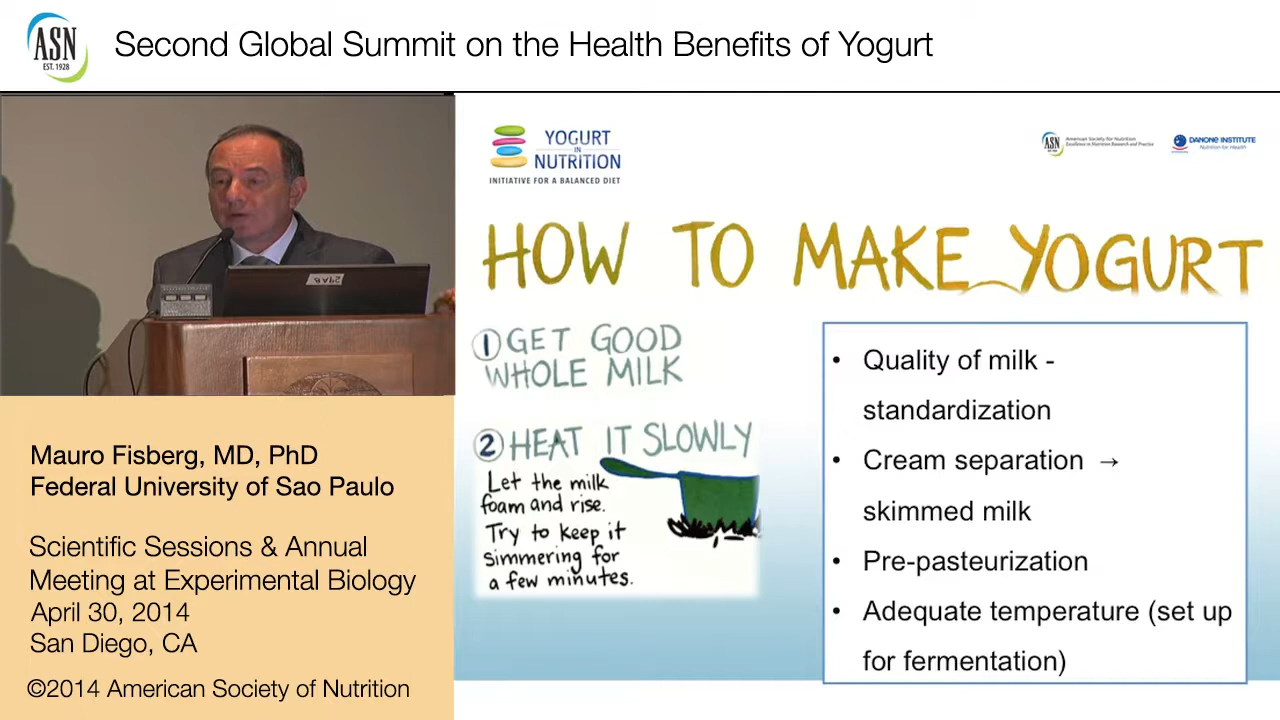 ASN
EST. 1928
Second Global Summit on the Health Benefits of Yogurt
YOGURT
IN
NUTRITION
INITIATIVE FOR A BALANCED DIET
ASN
American Society for Nutrition
Excellence in Nutrition Research and Practice
DANONE INSTITUTE
Nutrition for Health
HOW TO MAKE YOGURT
1 GET GOOD
WHOLE MILK
2 HEAT IT SLOWLY
Let the milk
foam and rise.
Try to keep it
simmering for
a few minutes.
• Quality of milk -
standardization
• Cream separation →
skimmed milk
• Pre-pasteurization
• Adequate temperature (set up
for fermentation)
Mauro Fisberg, MD, PhD
Federal University of Sao Paulo
Scientific Sessions & Annual
Meeting at Experimental Biology
April 30, 2014
San Diego, CA
©2014 American Society of Nutrition